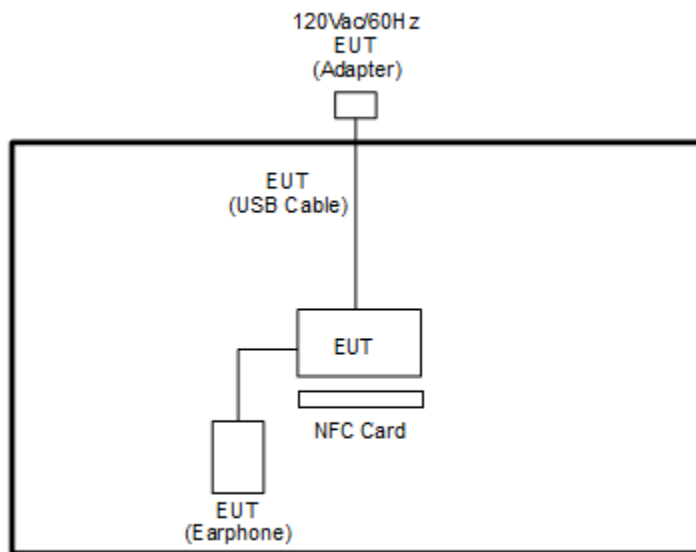 120Vac/60Hz
EUT
(Adapter)
EUT
(USB Cable)
EUT
NFC Card
EUT
(Earphone)